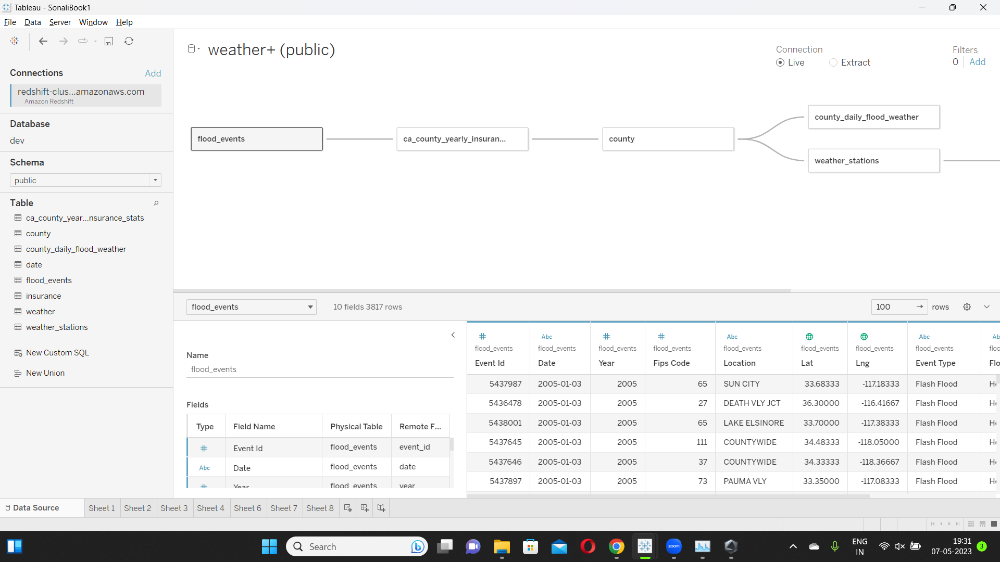 Tableau - SonaliBook1
File Data Server Window Help
weather+ (public)
Connection
Live Extract
Filters
0 Add
Connections Add
redshift-clus...amazonaws.com
Amazon Redshift
Database
dev
Schema
public
Table
ca_county_year...nsurance_stats
county
county_daily_flood_weather
date
flood_events
insurance
weather
weather_stations
New Custom SQL
New Union
flood_events
ca_county_yearly_insuran...
county
county_daily_flood_weather
weather_stations
flood_events 10 fields 3817 rows 100 rows
Name
flood_events
Fields
Type Field Name Physical Table Remote F...
Event Id flood_events event_id
Abc Date flood_events date
Year flood_events year
# Abc # # Abc Abc
flood_events flood_events flood_events flood_events flood_events flood_events flood_events flood_events
Event Id Date Year Fips Code Location Lat Lng Event Type Flo
5437987 2005-01-03 2005 65 SUN CITY 33.68333 -117.18333 Flash Flood
5436478 2005-01-03 2005 27 DEATH VLY JCT 36.30000 -116.41667 Flash Flood
5438001 2005-01-03 2005 65 LAKE ELSINORE 33.70000 -117.38333 Flash Flood
5437645 2005-01-03 2005 111 COUNTYWIDE 34.48333 -118.05000 Flash Flood
5437646 2005-01-03 2005 37 COUNTYWIDE 34.33333 -118.36667 Flash Flood
5437897 2005-01-03 2005 73 PAUMA VLY 33.35000 -117.08333 Flash Flood
Data Source Sheet 1 Sheet 2 Sheet 3 Sheet 4 Sheet 6 Sheet 7 Sheet 8
Search
zoom
ENG
IN
19:31
07-05-2023
3